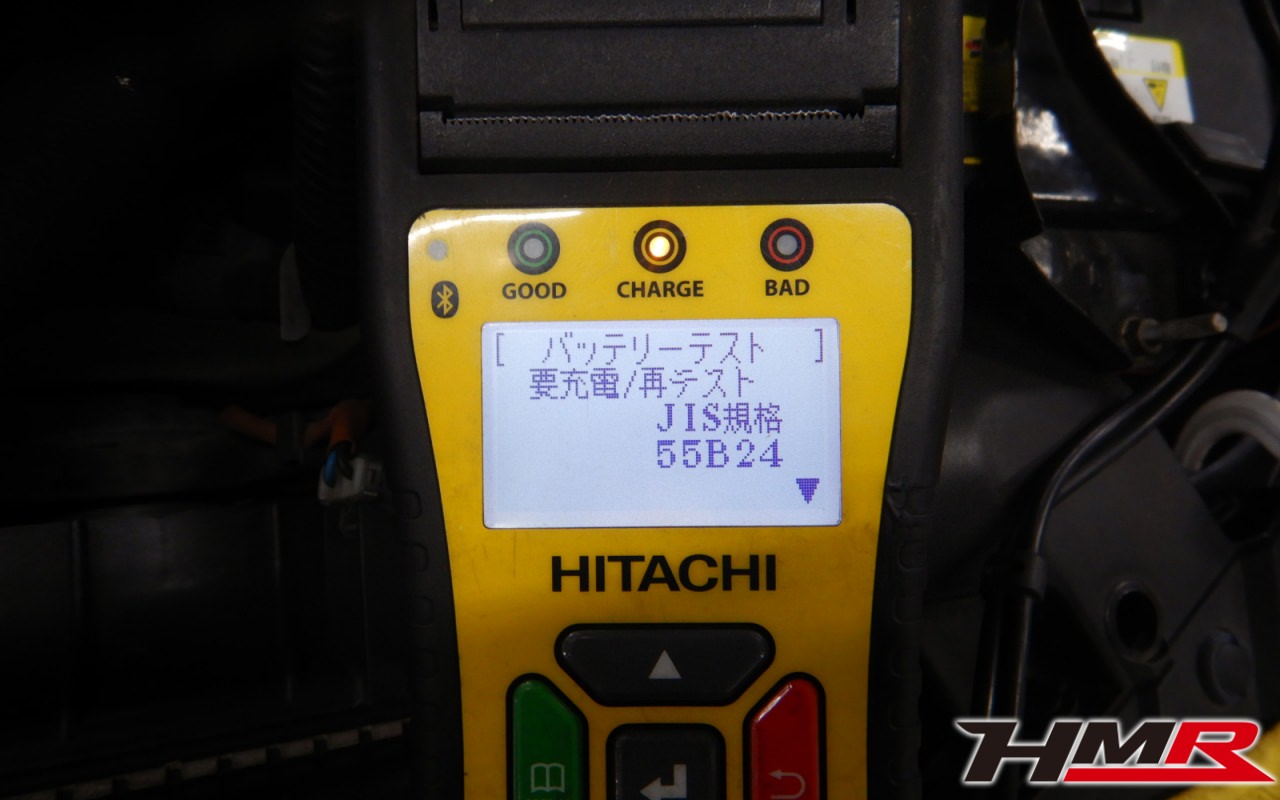 GOOD
CHARGE
BAD
[ バッテリーテスト ]
要充電/再テスト
JIS規格
55B24
HITACHI
HMR